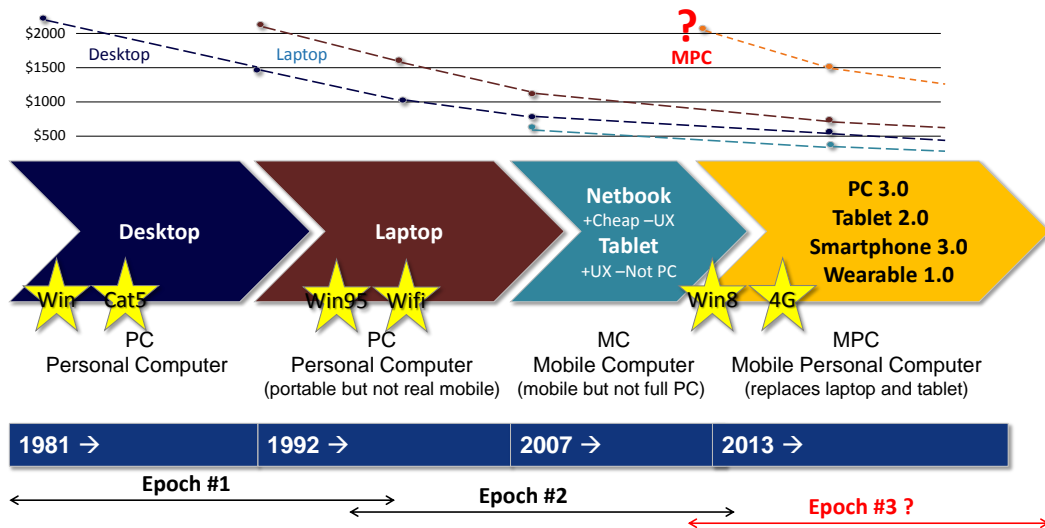 $2000
$1500
$1000
$500
Desktop
Laptop
?
MPC
Desktop
Laptop
Netbook
+Cheap –UX
Tablet
+UX –Not PC
PC 3.0
Tablet 2.0
Smartphone 3.0
Wearable 1.0
Win
Cat5
Win95
Wifi
Win8
4G
PC
Personal Computer
PC
Personal Computer
(portable but not real mobile)
MC
Mobile Computer
(mobile but not full PC)
MPC
Mobile Personal Computer
(replaces laptop and tablet)
1981 →
1992 →
2007 →
2013 →
Epoch #1
Epoch #2
Epoch #3 ?